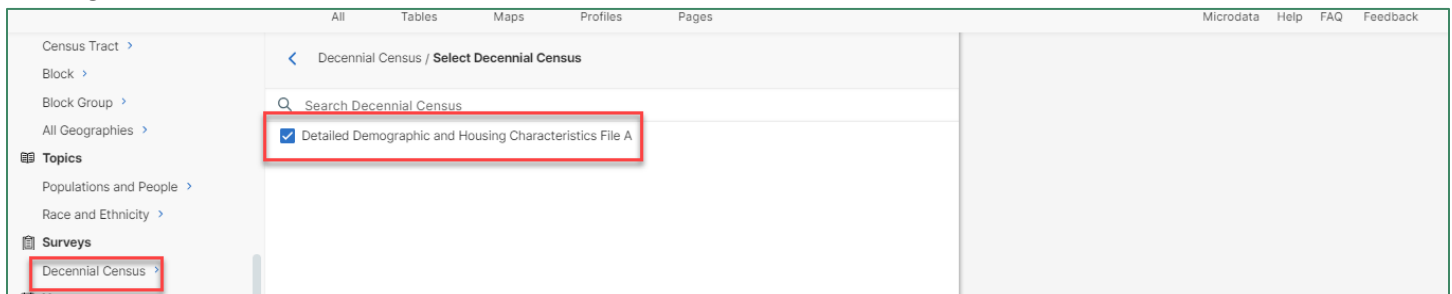 All Tables Maps Profiles Pages Microdata Help FAQ Feedback
Census Tract
Block
Block Group
All Geographies
Topics
Populations and People
Race and Ethnicity
Surveys
Decennial Census
Decennial Census / Select Decennial Census
Search Decennial Census
Detailed Demographic and Housing Characteristics File A